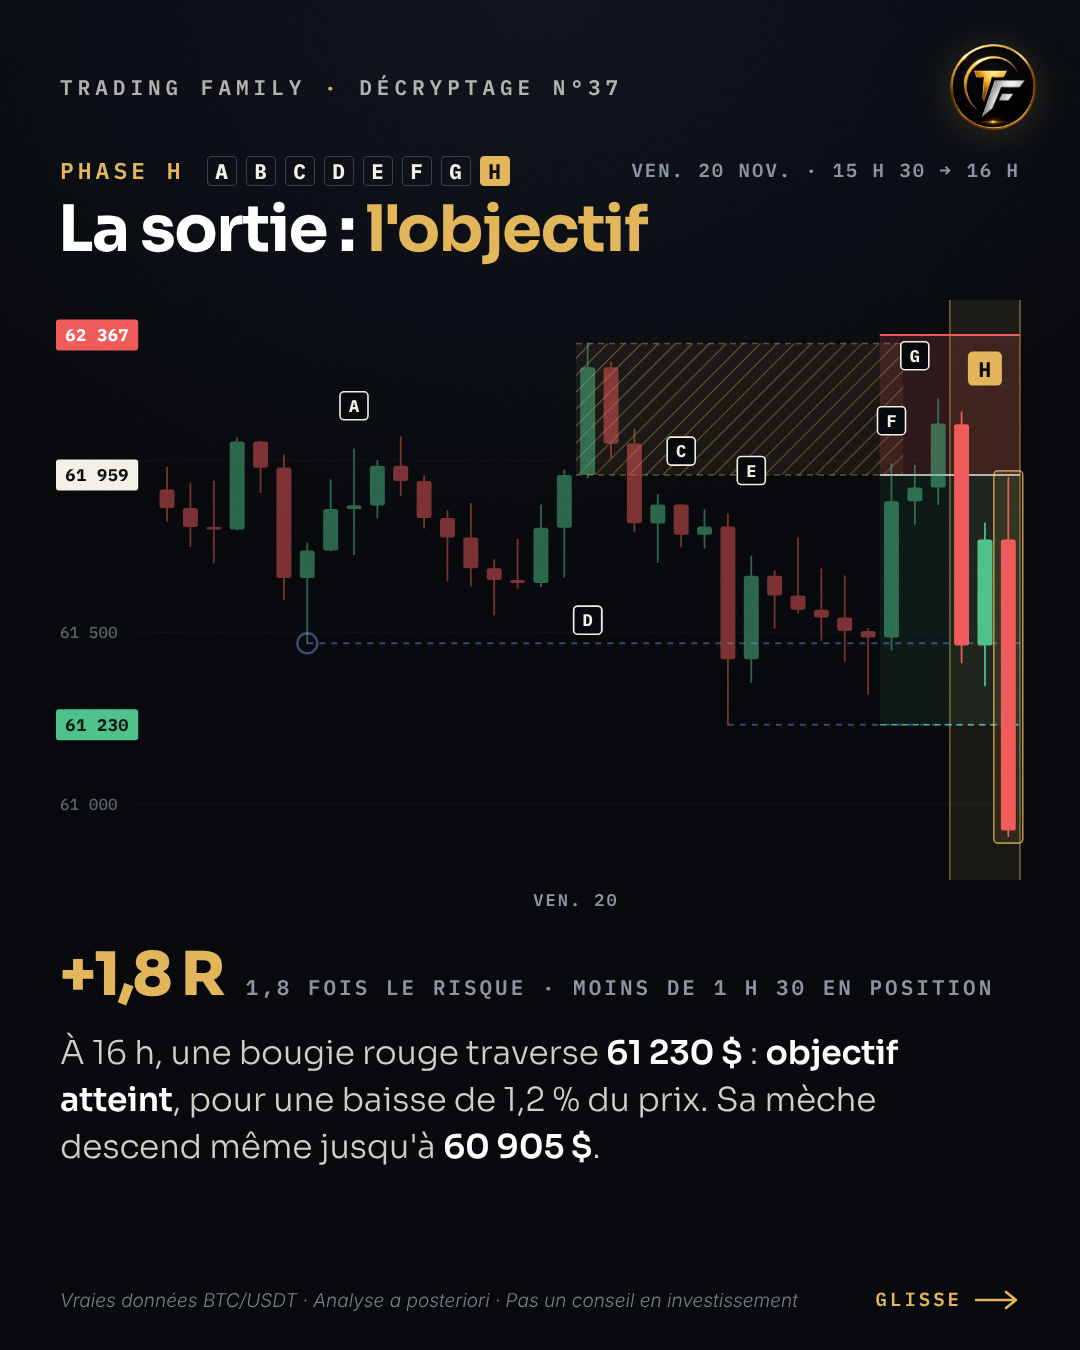 TRADING FAMILY · DÉCRYPTAGE N°37
TF
PHASE H A B C D E F G H
VEN. 20 NOV. · 15 H 30 → 16 H
La sortie : l'objectif
62 367
61 959
61 500
61 230
61 000
A
D
C
E
F
G
H
VEN. 20
+1,8 R 1,8 FOIS LE RISQUE · MOINS DE 1 H 30 EN POSITION
À 16 h, une bougie rouge traverse 61 230 $ : objectif
atteint, pour une baisse de 1,2 % du prix. Sa mèche
descend même jusqu'à 60 905 $.
Vraies données BTC/USDT · Analyse a posteriori · Pas un conseil en investissement
GLISSE →